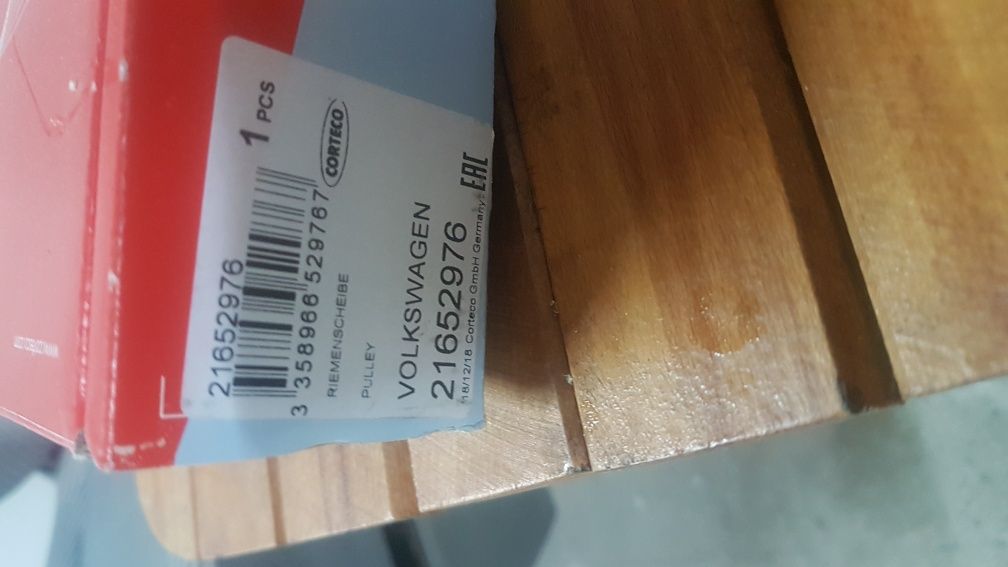 21652976
1 PCS
3 358966 529767
CORTECO
RIEMENSCHEIBE
PULLEY
VOLKSWAGEN
21652976
18/12/18 Corteco GmbH Germany
EAC